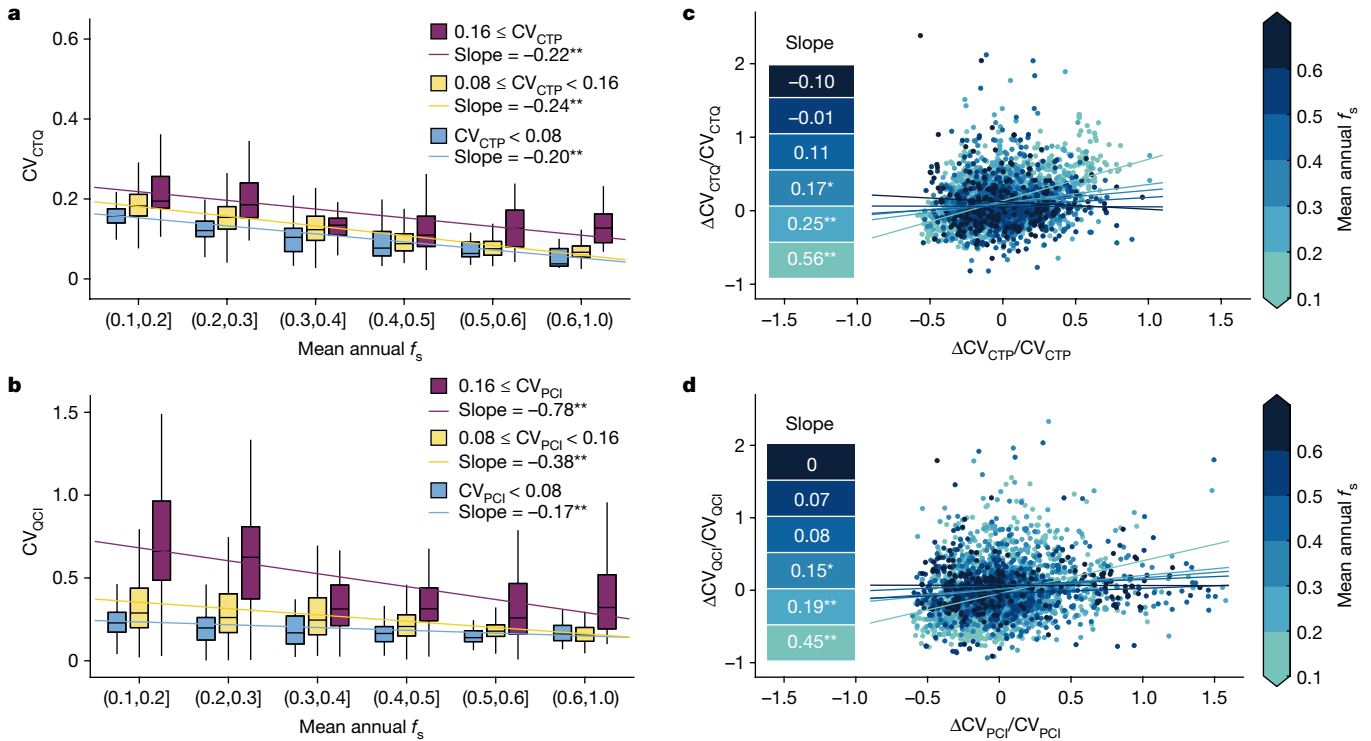 a
CV_CTQ
0.6
0.4
0.2
0
0.16 ≤ CV_CTP
Slope = –0.22**
0.08 ≤ CV_CTP < 0.16
Slope = –0.24**
CV_CTP < 0.08
Slope = –0.20**
(0.1,0.2] (0.2,0.3] (0.3,0.4] (0.4,0.5] (0.5,0.6] (0.6,1.0)
Mean annual f_s
b
CV_QCI
1.5
1.0
0.5
0
0.16 ≤ CV_PCI
Slope = –0.78**
0.08 ≤ CV_PCI < 0.16
Slope = –0.38**
CV_PCI < 0.08
Slope = –0.17**
(0.1,0.2] (0.2,0.3] (0.3,0.4] (0.4,0.5] (0.5,0.6] (0.6,1.0)
Mean annual f_s
c
ΔCV_CTQ/CV_CTQ
2
1
0
–1
Slope
–0.10
–0.01
0.11
0.17*
0.25**
0.56**
–1.5 –1.0 –0.5 0 0.5 1.0 1.5
ΔCV_CTP/CV_CTP
0.6
0.5
0.4
0.3
0.2
0.1
Mean annual f_s
d
ΔCV_QCI/CV_QCI
2
1
0
–1
Slope
0
0.07
0.08
0.15*
0.19**
0.45**
–1.5 –1.0 –0.5 0 0.5 1.0 1.5
ΔCV_PCI/CV_PCI
0.6
0.5
0.4
0.3
0.2
0.1
Mean annual f_s